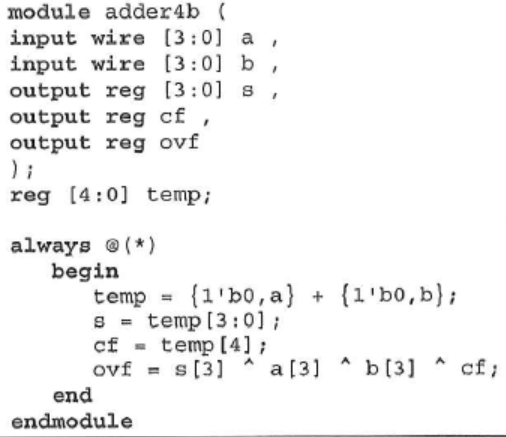 module adder4b (
input wire [3:0] a ,
input wire [3:0] b ,
output reg [3:0] s ,
output reg cf ,
output reg ovf
);
reg [4:0] temp;
always @(*)
begin
temp = {1'b0,a} + {1'b0,b};
s = temp[3:0];
cf = temp[4];
ovf = s[3] ^ a[3] ^ b[3] ^ cf;
end
endmodule